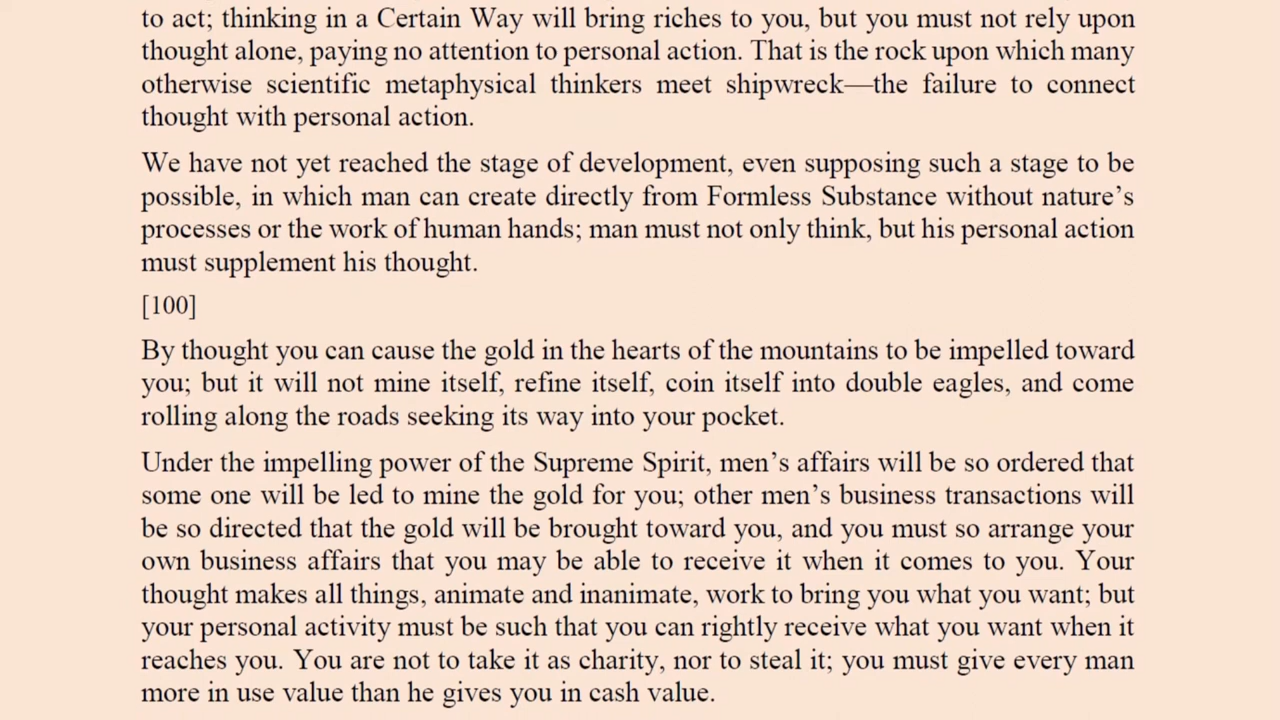 to act; thinking in a Certain Way will bring riches to you, but you must not rely upon
thought alone, paying no attention to personal action. That is the rock upon which many
otherwise scientific metaphysical thinkers meet shipwreck—the failure to connect
thought with personal action.
We have not yet reached the stage of development, even supposing such a stage to be
possible, in which man can create directly from Formless Substance without nature’s
processes or the work of human hands; man must not only think, but his personal action
must supplement his thought.
[100]
By thought you can cause the gold in the hearts of the mountains to be impelled toward
you; but it will not mine itself, refine itself, coin itself into double eagles, and come
rolling along the roads seeking its way into your pocket.
Under the impelling power of the Supreme Spirit, men’s affairs will be so ordered that
some one will be led to mine the gold for you; other men’s business transactions will
be so directed that the gold will be brought toward you, and you must so arrange your
own business affairs that you may be able to receive it when it comes to you. Your
thought makes all things, animate and inanimate, work to bring you what you want; but
your personal activity must be such that you can rightly receive what you want when it
reaches you. You are not to take it as charity, nor to steal it; you must give every man
more in use value than he gives you in cash value.